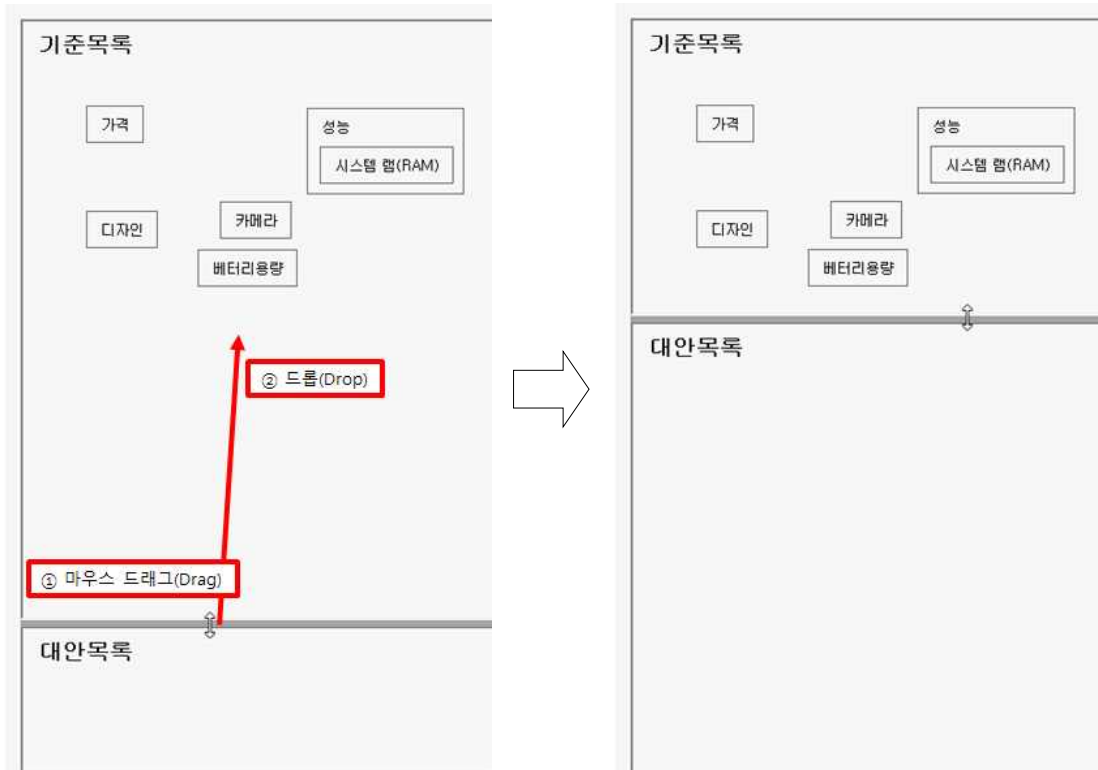 기준목록
가격
성능
시스템 램(RAM)
디자인
카메라
베터리용량
② 드롭(Drop)
① 마우스 드래그(Drag)
대안목록
기준목록
가격
성능
시스템 램(RAM)
디자인
카메라
베터리용량
대안목록